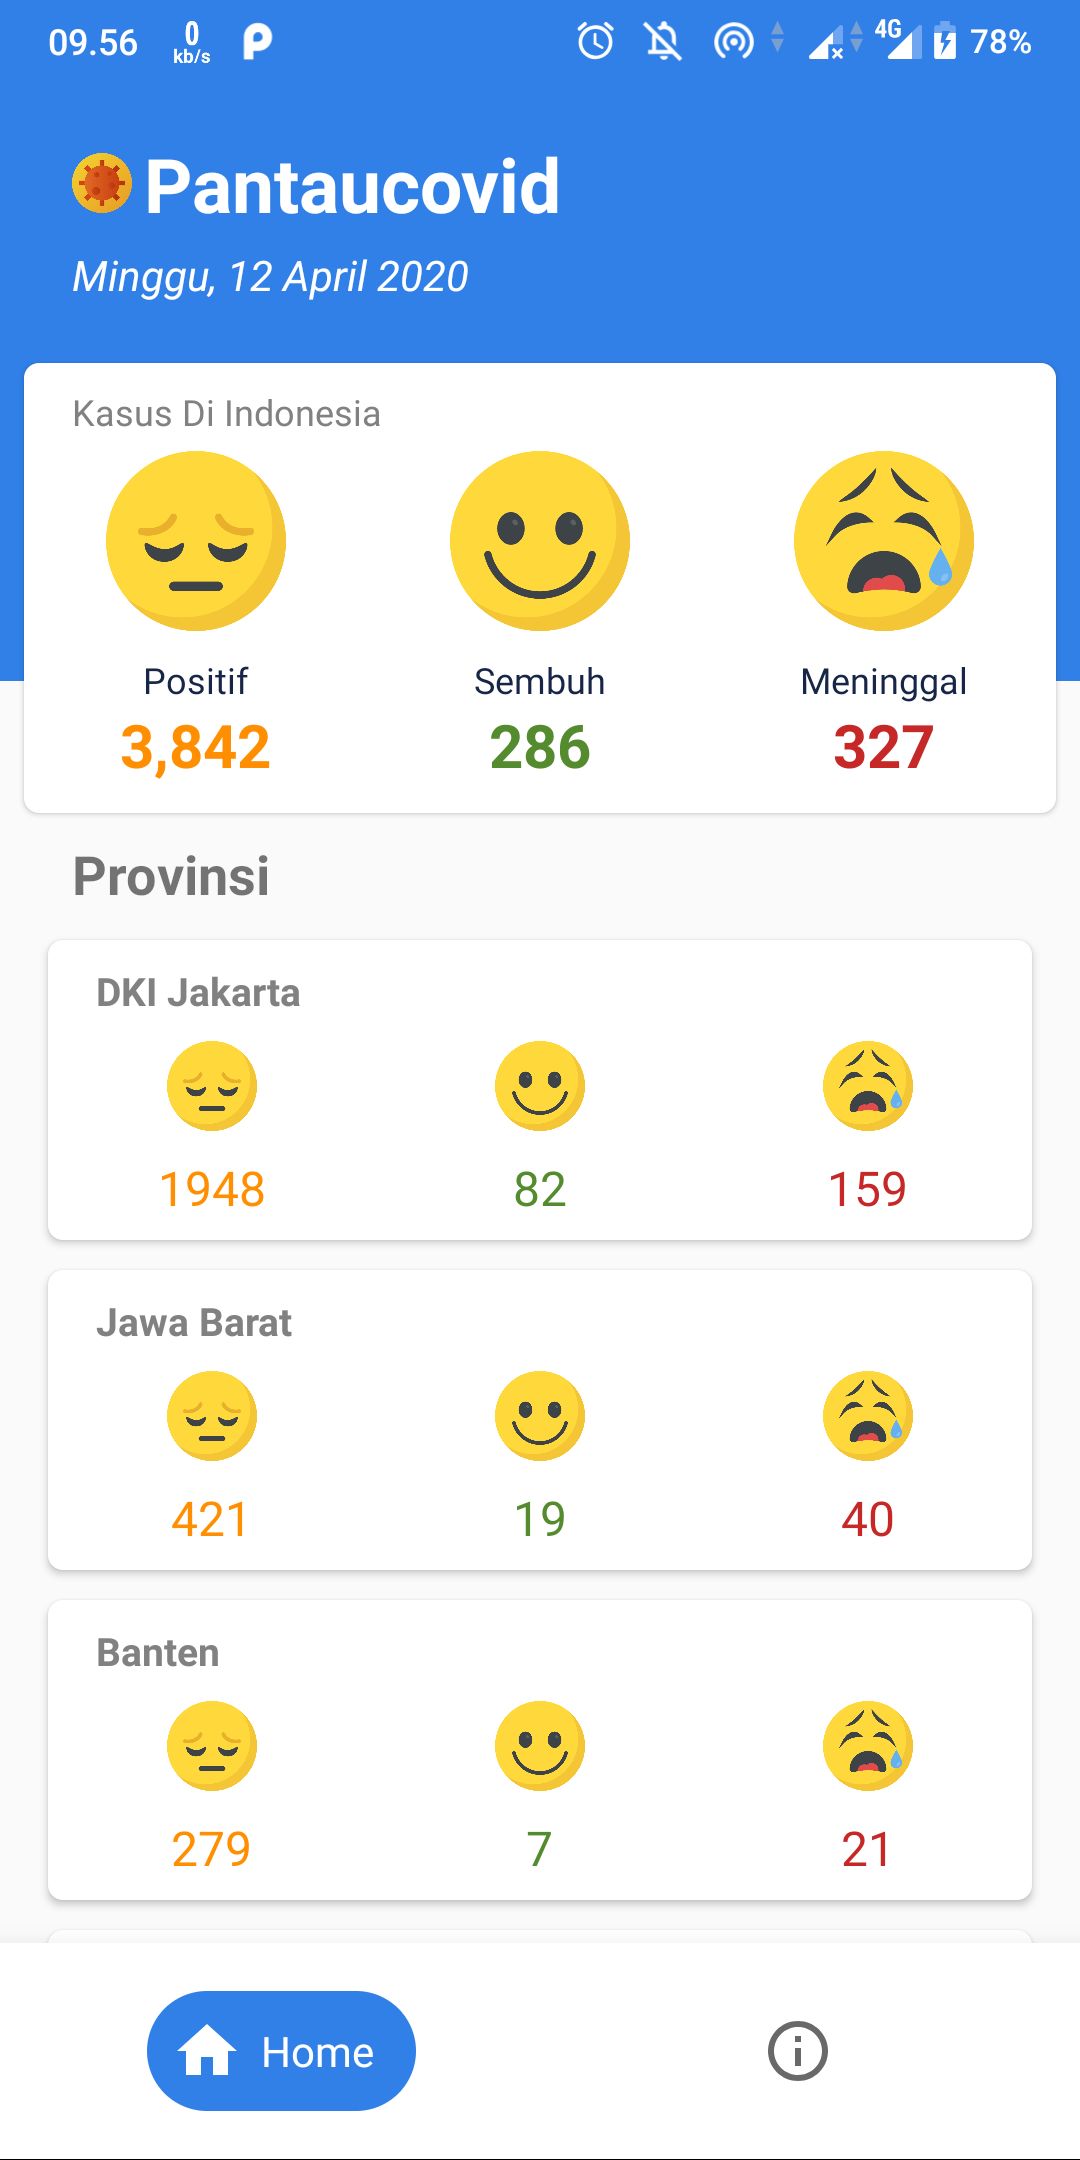 09.56 0 kb/s 4G 78%
Pantaucovid
Minggu, 12 April 2020
Kasus Di Indonesia
Positif Sembuh Meninggal
3,842 286 327
Provinsi
DKI Jakarta
1948 82 159
Jawa Barat
421 19 40
Banten
279 7 21
Home